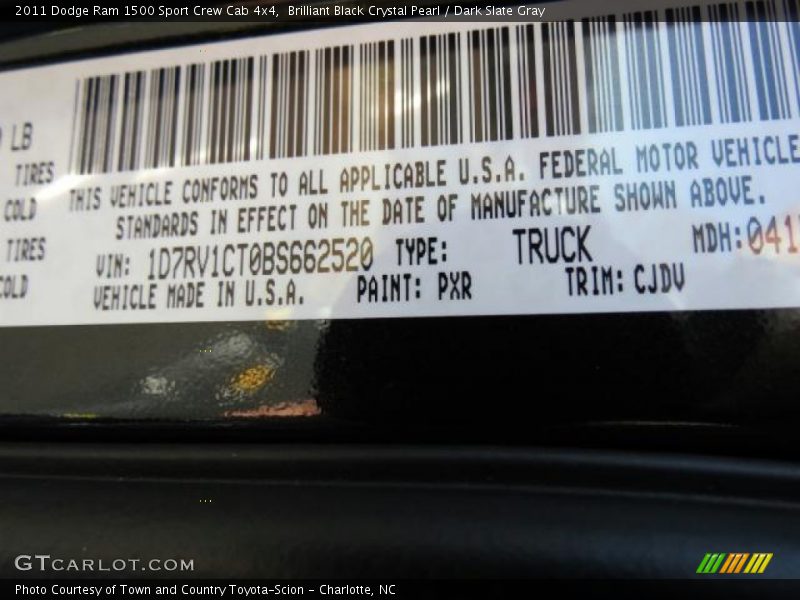 2011 Dodge Ram 1500 Sport Crew Cab 4x4,  Brilliant Black Crystal Pearl / Dark Slate Gray
LB
TIRES
COLD
TIRES
COLD
THIS VEHICLE CONFORMS TO ALL APPLICABLE U.S.A. FEDERAL MOTOR VEHICLE
STANDARDS IN EFFECT ON THE DATE OF MANUFACTURE SHOWN ABOVE.
VIN: 1D7RV1CT0BS662520 TYPE: TRUCK MDH:041
VEHICLE MADE IN U.S.A. PAINT: PXR TRIM: CJDV
GTCARLOT.COM
Photo Courtesy of Town and Country Toyota-Scion - Charlotte, NC